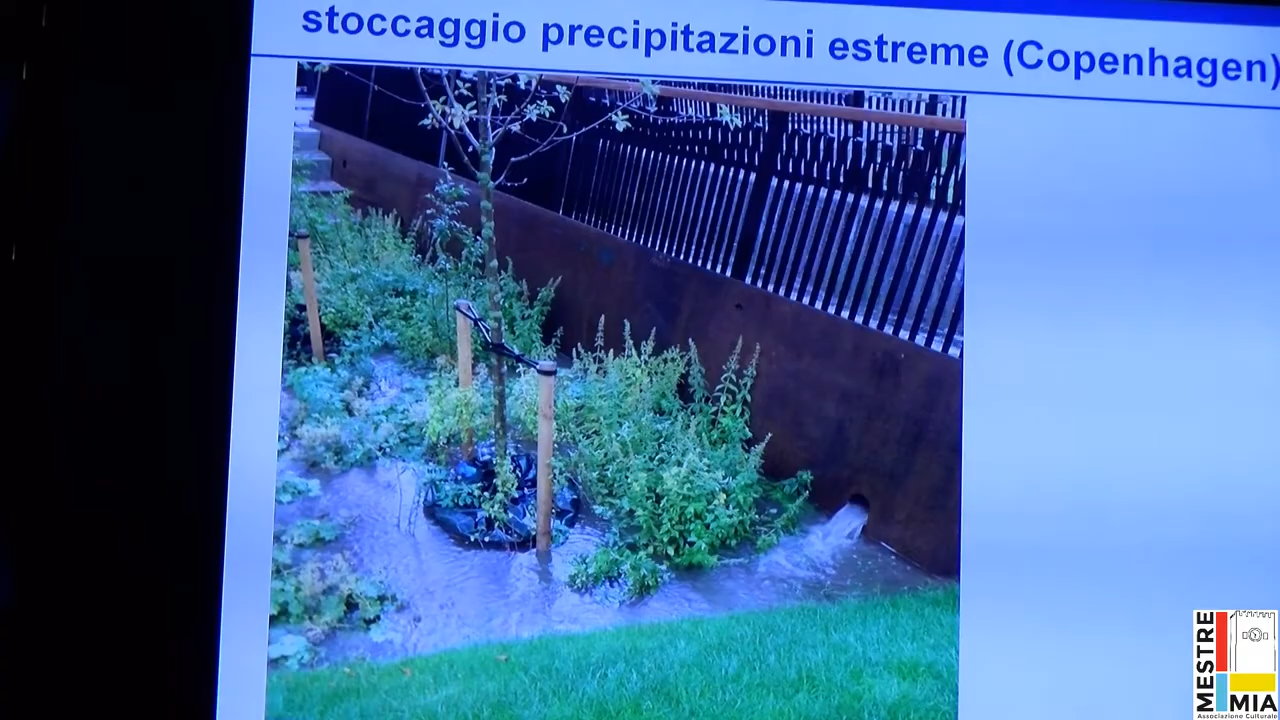 stoccaggio precipitazioni estreme (Copenhagen)
MESTRE
MIA
Associazione Culturale